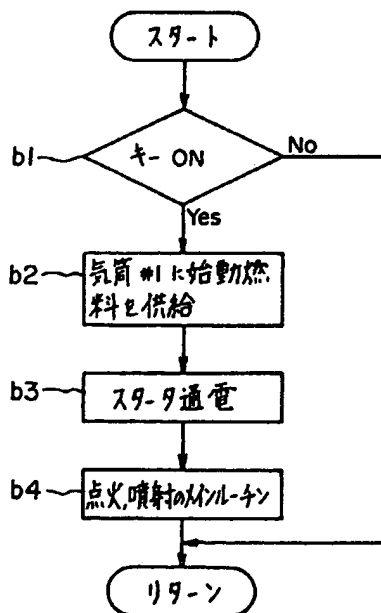 スタート
b1
キー ON
No
Yes
b2
気筒 #1 に始動燃
料を供給
b3
スタータ通電
b4
点火,噴射のメインルーチン
リターン